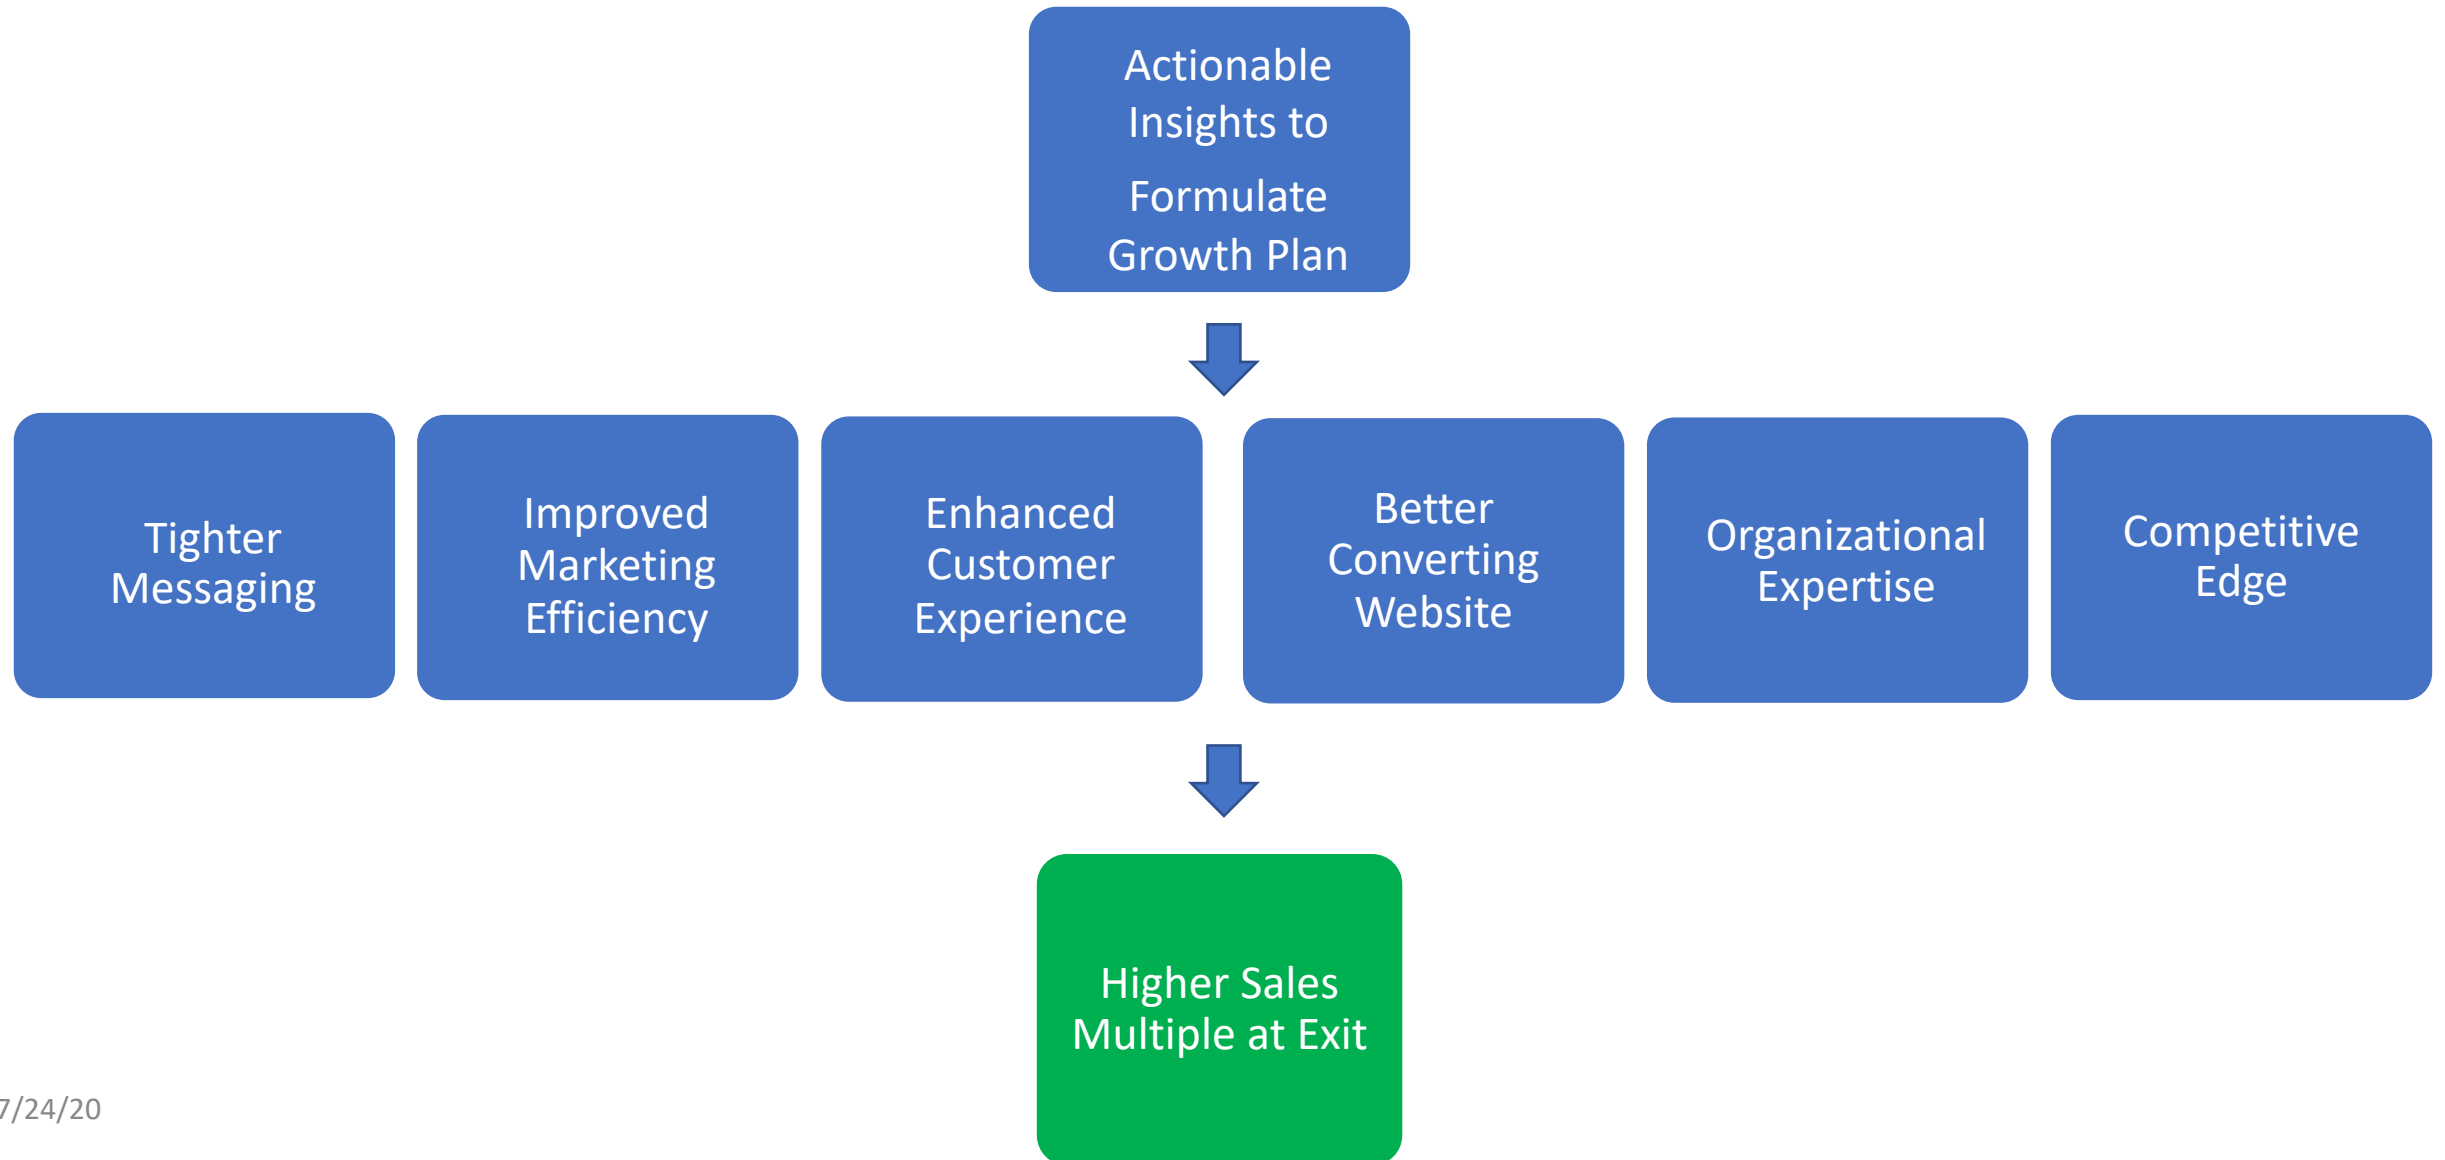 Actionable
Insights to
Formulate
Growth Plan
Tighter
Messaging
Improved
Marketing
Efficiency
Enhanced
Customer
Experience
Better
Converting
Website
Organizational
Expertise
Competitive
Edge
Higher Sales
Multiple at Exit
7/24/20